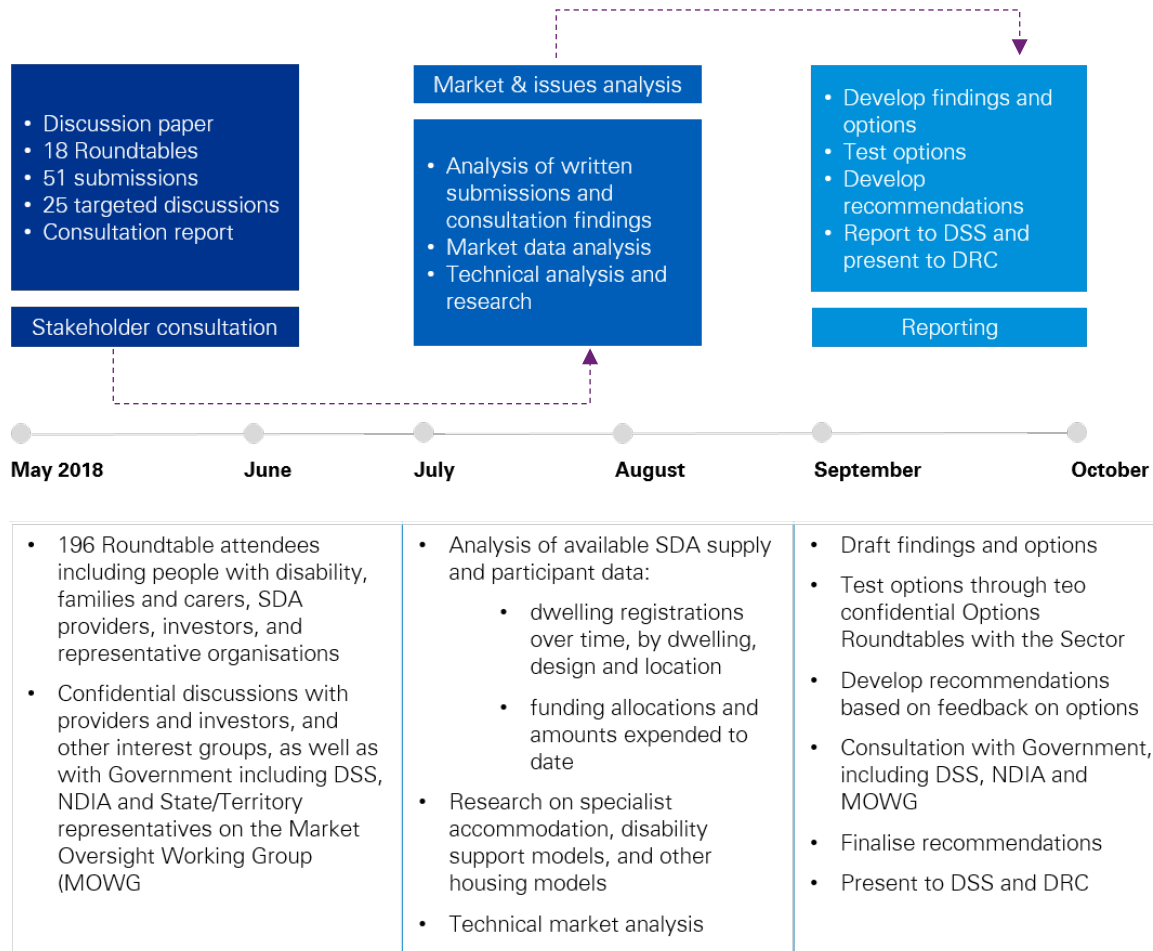 • Discussion paper
• 18 Roundtables
• 51 submissions
• 25 targeted discussions
• Consultation report
Stakeholder consultation
Market & issues analysis
• Analysis of written
submissions and
consultation findings
• Market data analysis
• Technical analysis and
research
• Develop findings and
options
• Test options
• Develop
recommendations
• Report to DSS and
present to DRC
Reporting
May 2018
June
July
August
September
October
• 196 Roundtable attendees
including people with disability,
families and carers, SDA
providers, investors, and
representative organisations
• Confidential discussions with
providers and investors, and
other interest groups, as well as
with Government including DSS,
NDIA and State/Territory
representatives on the Market
Oversight Working Group
(MOWG
• Analysis of available SDA supply
and participant data:
• dwelling registrations
over time, by dwelling,
design and location
• funding allocations and
amounts expended to
date
• Research on specialist
accommodation, disability
support models, and other
housing models
• Technical market analysis
• Draft findings and options
• Test options through teo
confidential Options
Roundtables with the Sector
• Develop recommendations
based on feedback on options
• Consultation with Government,
including DSS, NDIA and
MOWG
• Finalise recommendations
• Present to DSS and DRC